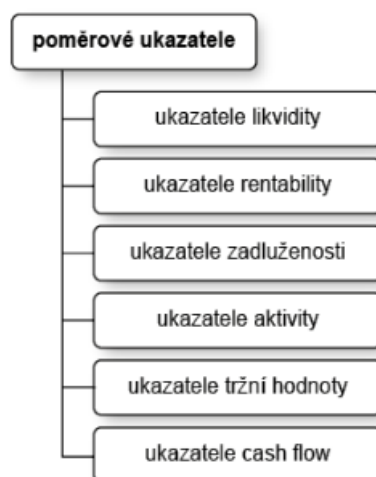 poměrové ukazatele
ukazatele likvidity
ukazatele rentability
ukazatele zadluženosti
ukazatele aktivity
ukazatele tržní hodnoty
ukazatele cash flow